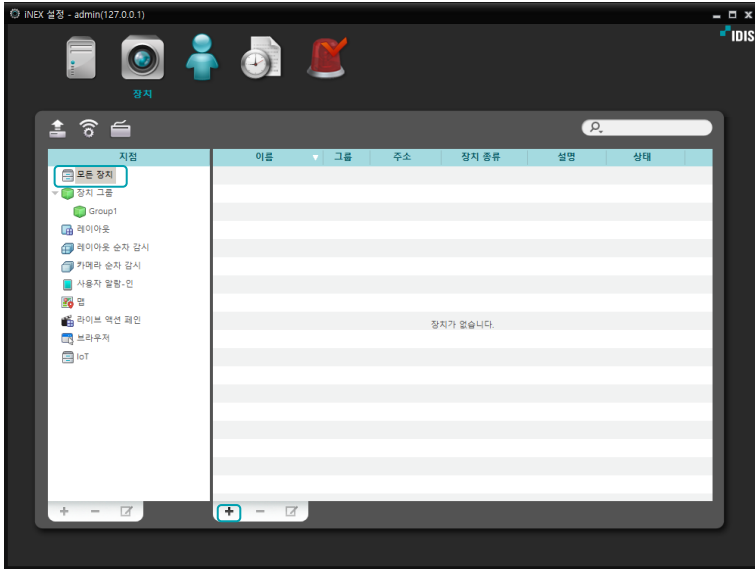 iNEX 설정 - admin(127.0.0.1)
IDIS
장치
지점
이름 그룹 주소 장치 종류 설명 상태
모든 장치
장치 그룹
Group1
레이아웃
레이아웃 순차 감시
카메라 순차 감시
사용자 알람-인
맵
라이브 액션 페인
브라우저
IoT
장치가 없습니다.